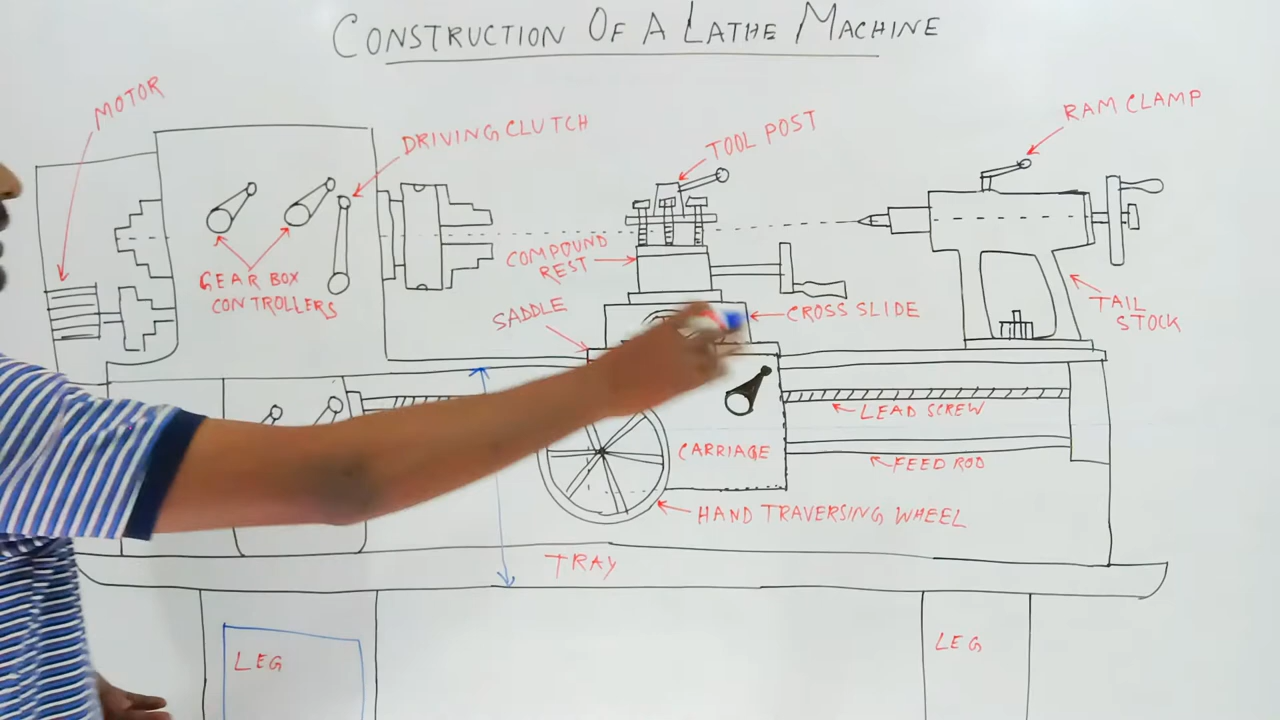 CONSTRUCTION OF A LATHE MACHINE
MOTOR
DRIVING CLUTCH
TOOL POST
RAM CLAMP
GEAR BOX
CONTROLLERS
COMPOUND
REST
SADDLE
CROSS SLIDE
TAIL
STOCK
LEAD SCREW
CARRIAGE
FEED ROD
HAND TRAVERSING WHEEL
TRAY
LEG
LEG